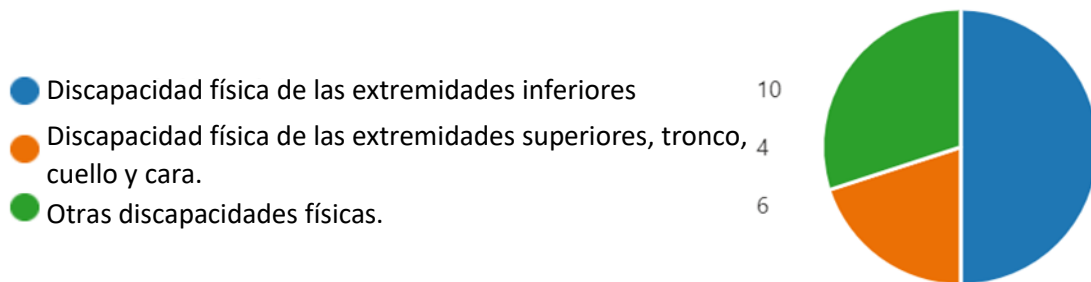 Discapacidad física de las extremidades inferiores 10
Discapacidad física de las extremidades superiores, tronco, 4
cuello y cara.
Otras discapacidades físicas. 6